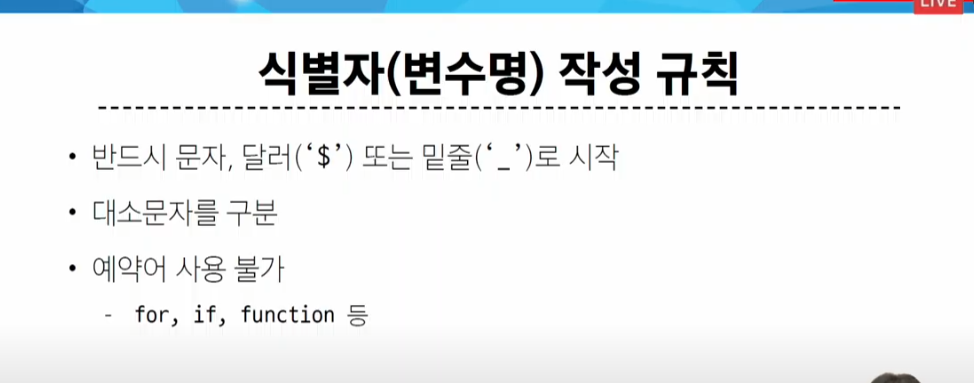 LIVE
식별자(변수명) 작성 규칙
• 반드시 문자, 달러(‘$’) 또는 밑줄(‘_’)로 시작
• 대소문자를 구분
• 예약어 사용 불가
- for, if, function 등